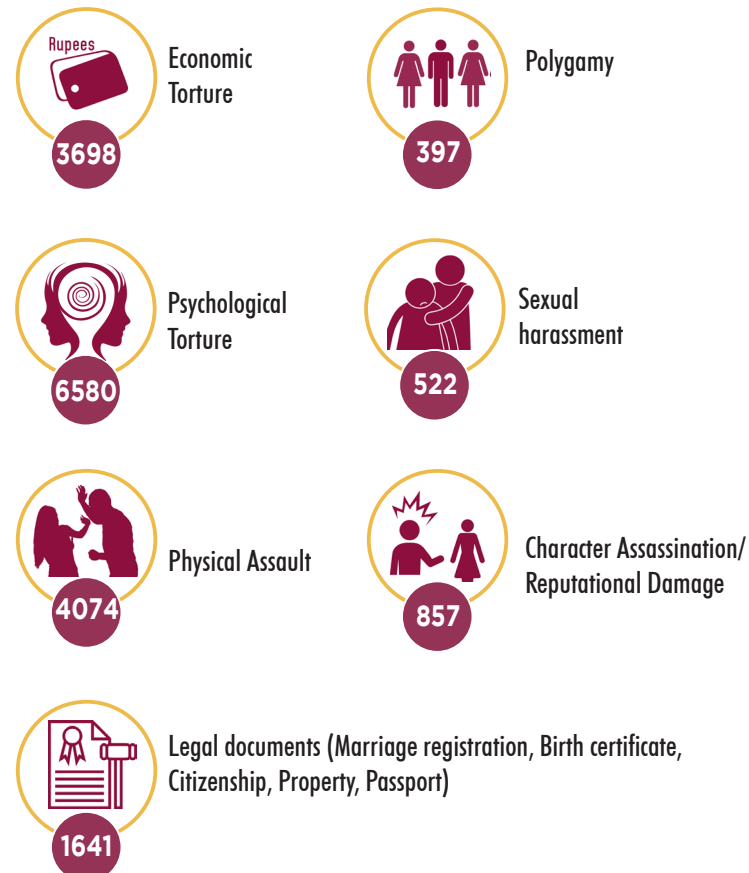 Rupees
Economic
Torture
3698
Polygamy
397
Psychological
Torture
6580
Sexual
harassment
522
Physical Assault
4074
Character Assassination/
Reputational Damage
857
Legal documents (Marriage registration, Birth certificate,
Citizenship, Property, Passport)
1641